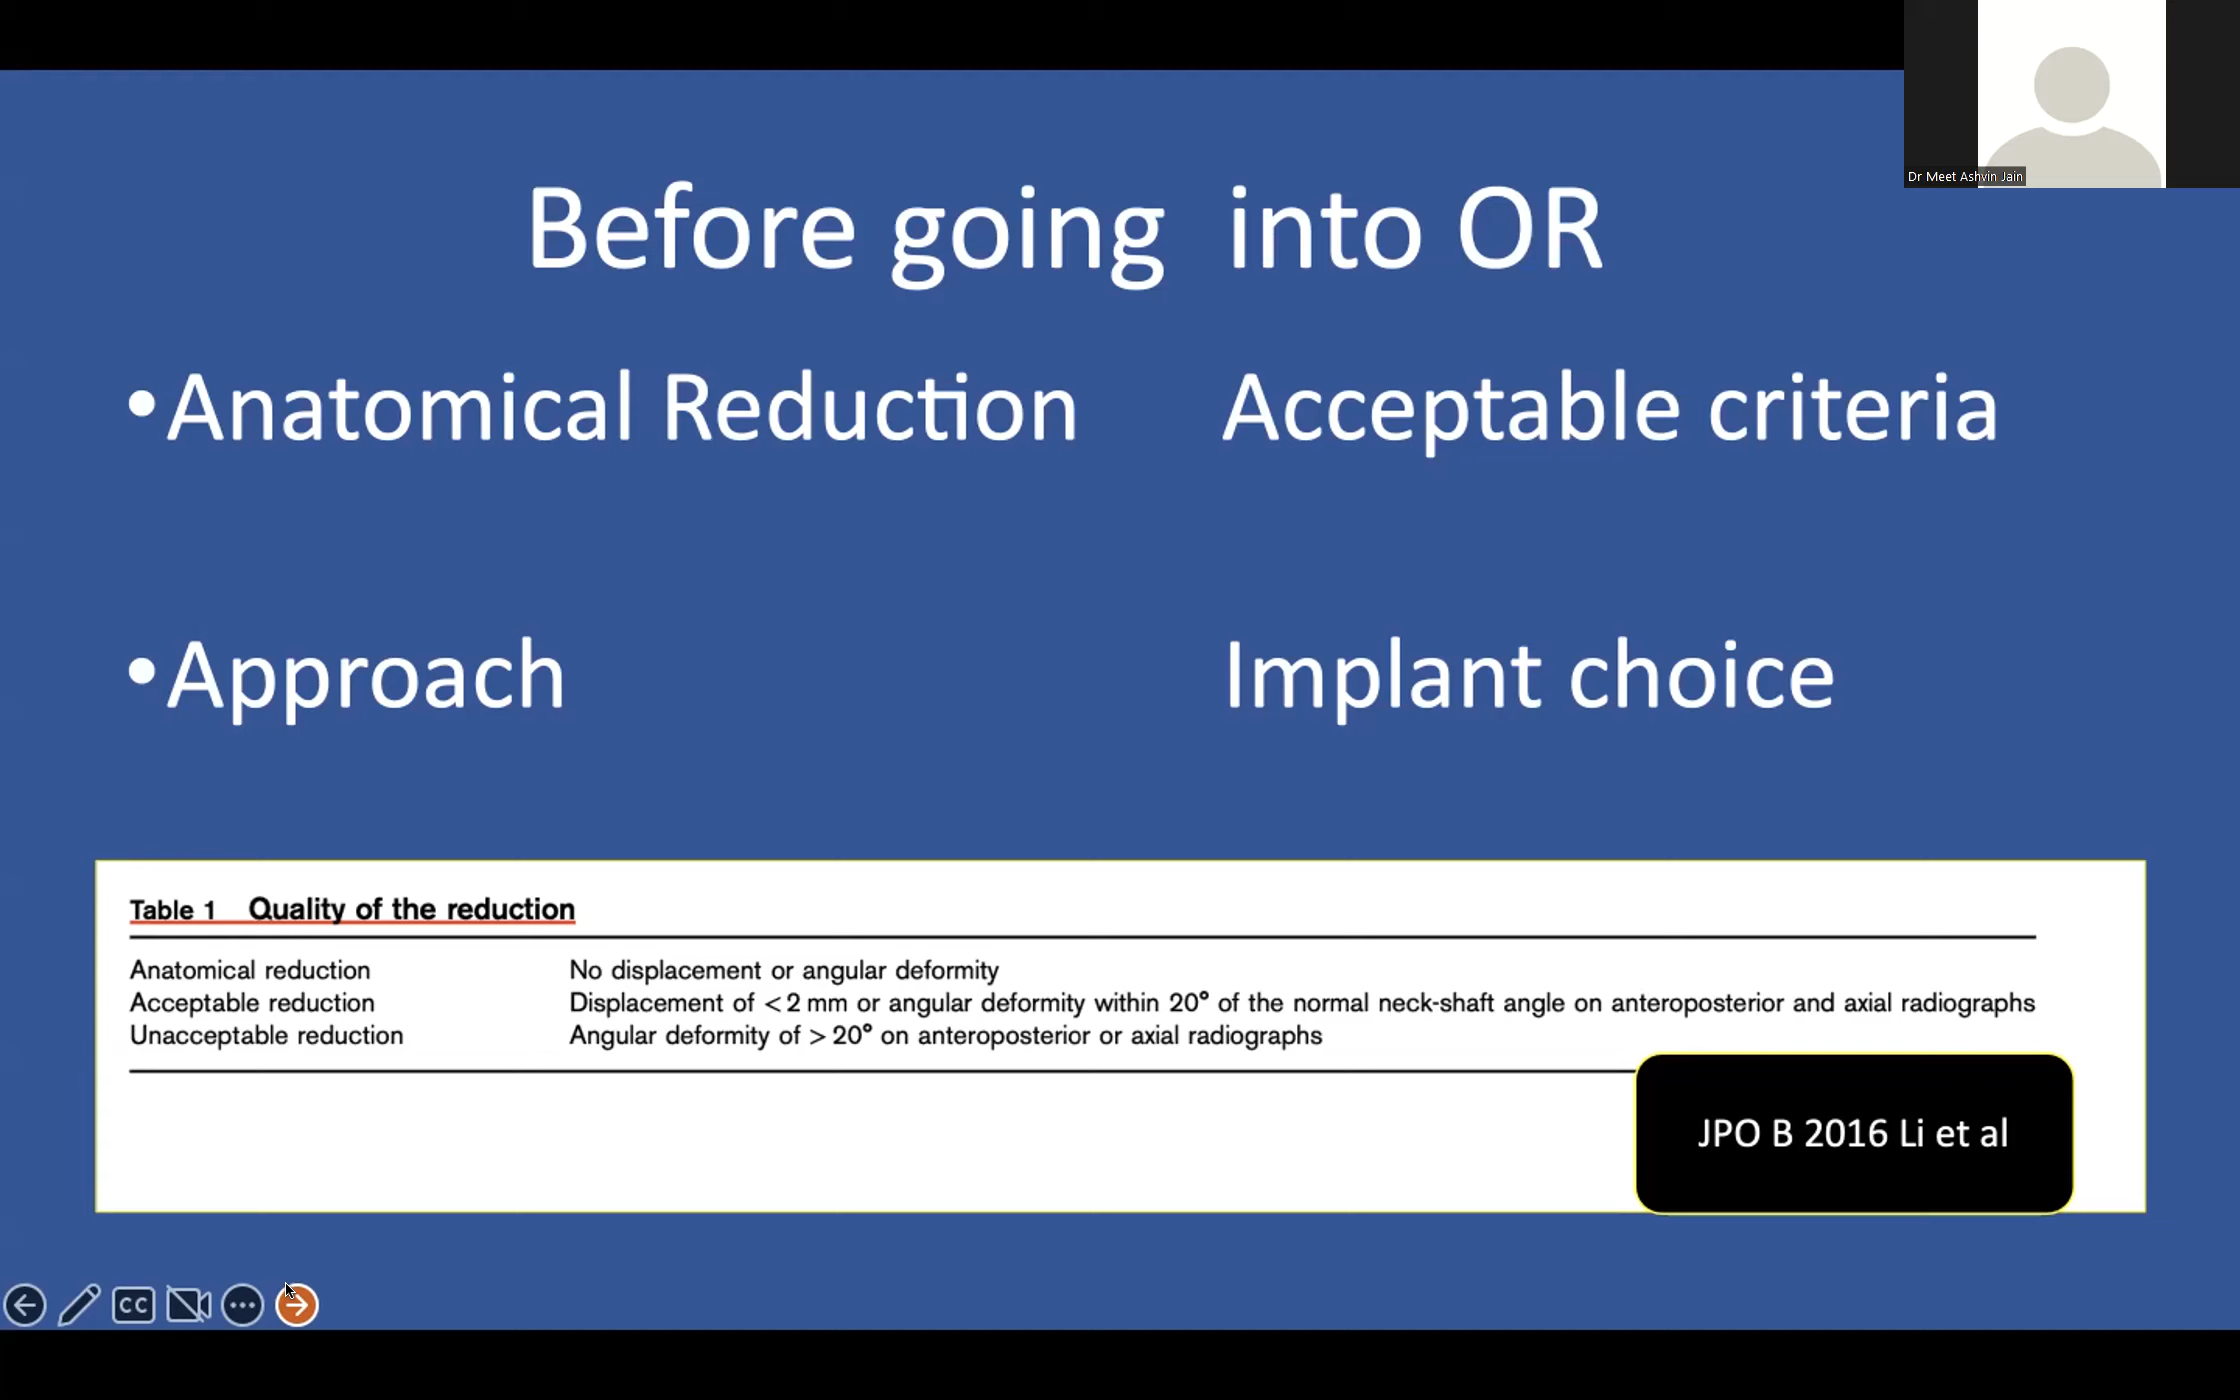 Dr Meet Ashvin Jain
Before going  into OR
•Anatomical Reduction Acceptable criteria
•Approach Implant choice
Table 1 Quality of the reduction
Anatomical reduction No displacement or angular deformity
Acceptable reduction Displacement of < 2 mm or angular deformity within 20° of the normal neck-shaft angle on anteroposterior and axial radiographs
Unacceptable reduction Angular deformity of > 20° on anteroposterior or axial radiographs
JPO B 2016 Li et al
CC